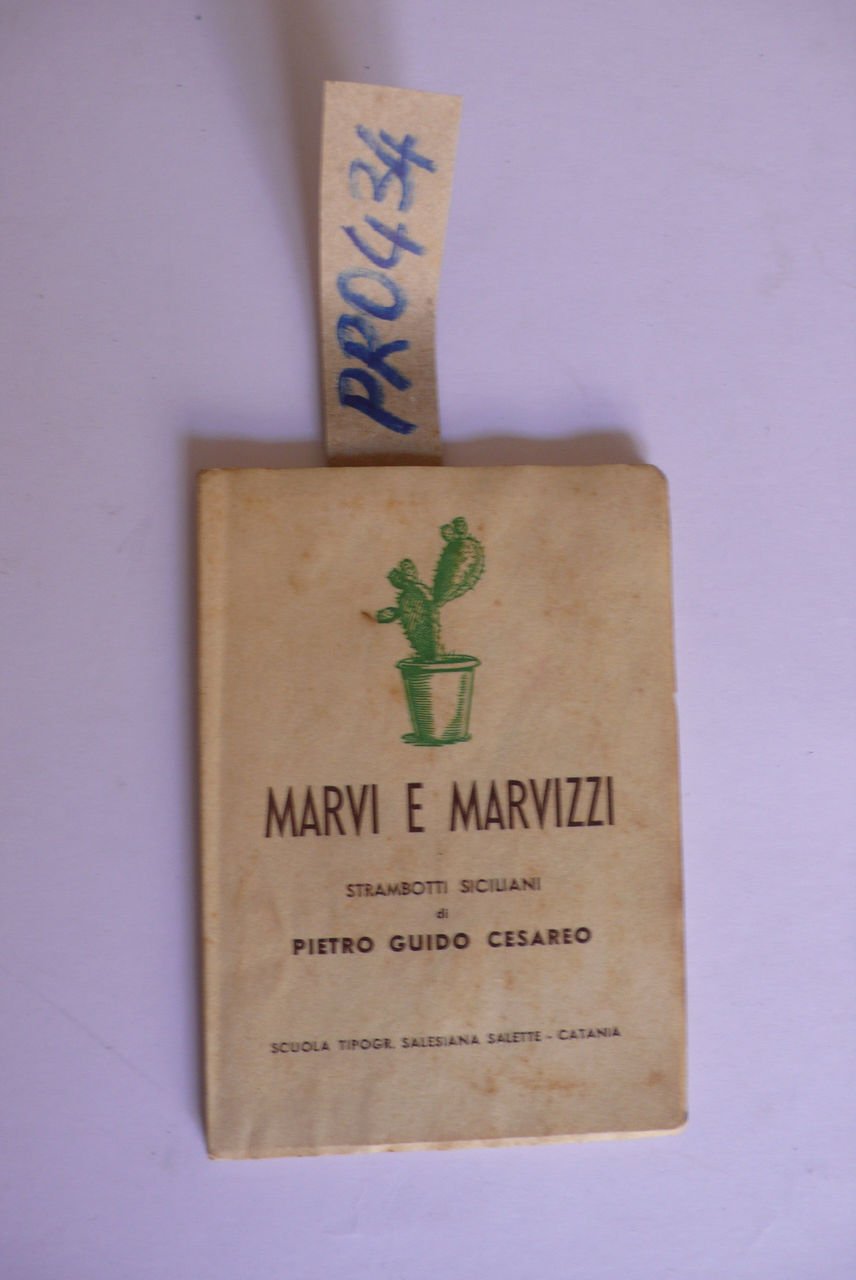 PR0434
MARVI E MARVIZZI
STRAMBOTTI SICILIANI
di
PIETRO GUIDO CESAREO
SCUOLA TIPOGR. SALESIANA SALETTE - CATANIA